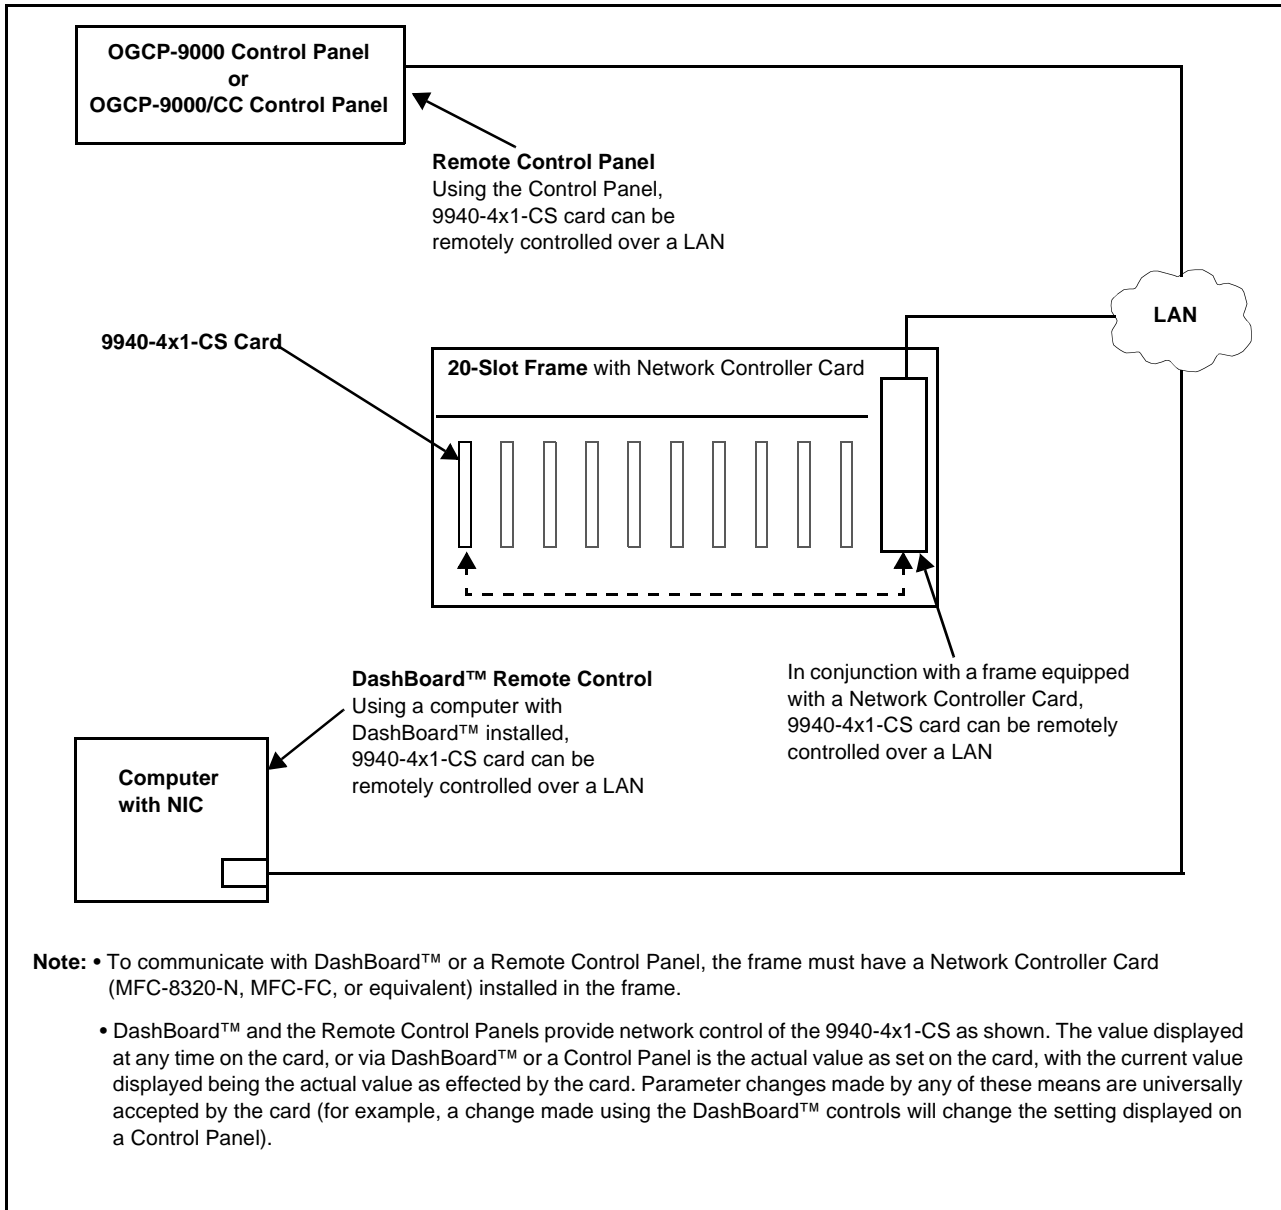 OGCP-9000 Control Panel
or
OGCP-9000/CC Control Panel
Remote Control Panel
Using the Control Panel,
9940-4x1-CS card can be
remotely controlled over a LAN
LAN
9940-4x1-CS Card
20-Slot Frame with Network Controller Card
DashBoard™ Remote Control
Using a computer with
DashBoard™ installed,
9940-4x1-CS card can be
remotely controlled over a LAN
In conjunction with a frame equipped
with a Network Controller Card,
9940-4x1-CS card can be remotely
controlled over a LAN
Computer
with NIC
Note: • To communicate with DashBoard™ or a Remote Control Panel, the frame must have a Network Controller Card
(MFC-8320-N, MFC-FC, or equivalent) installed in the frame.
• DashBoard™ and the Remote Control Panels provide network control of the 9940-4x1-CS as shown. The value displayed
at any time on the card, or via DashBoard™ or a Control Panel is the actual value as set on the card, with the current value
displayed being the actual value as effected by the card. Parameter changes made by any of these means are universally
accepted by the card (for example, a change made using the DashBoard™ controls will change the setting displayed on
a Control Panel).